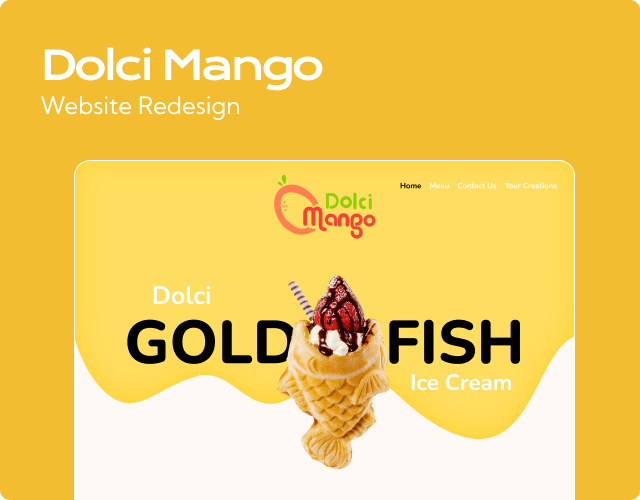 Dolci Mango
Website Redesign
Dolci
Mango
Home Menu Contact Us Your Creations
Dolci
GOLD FISH
Ice Cream